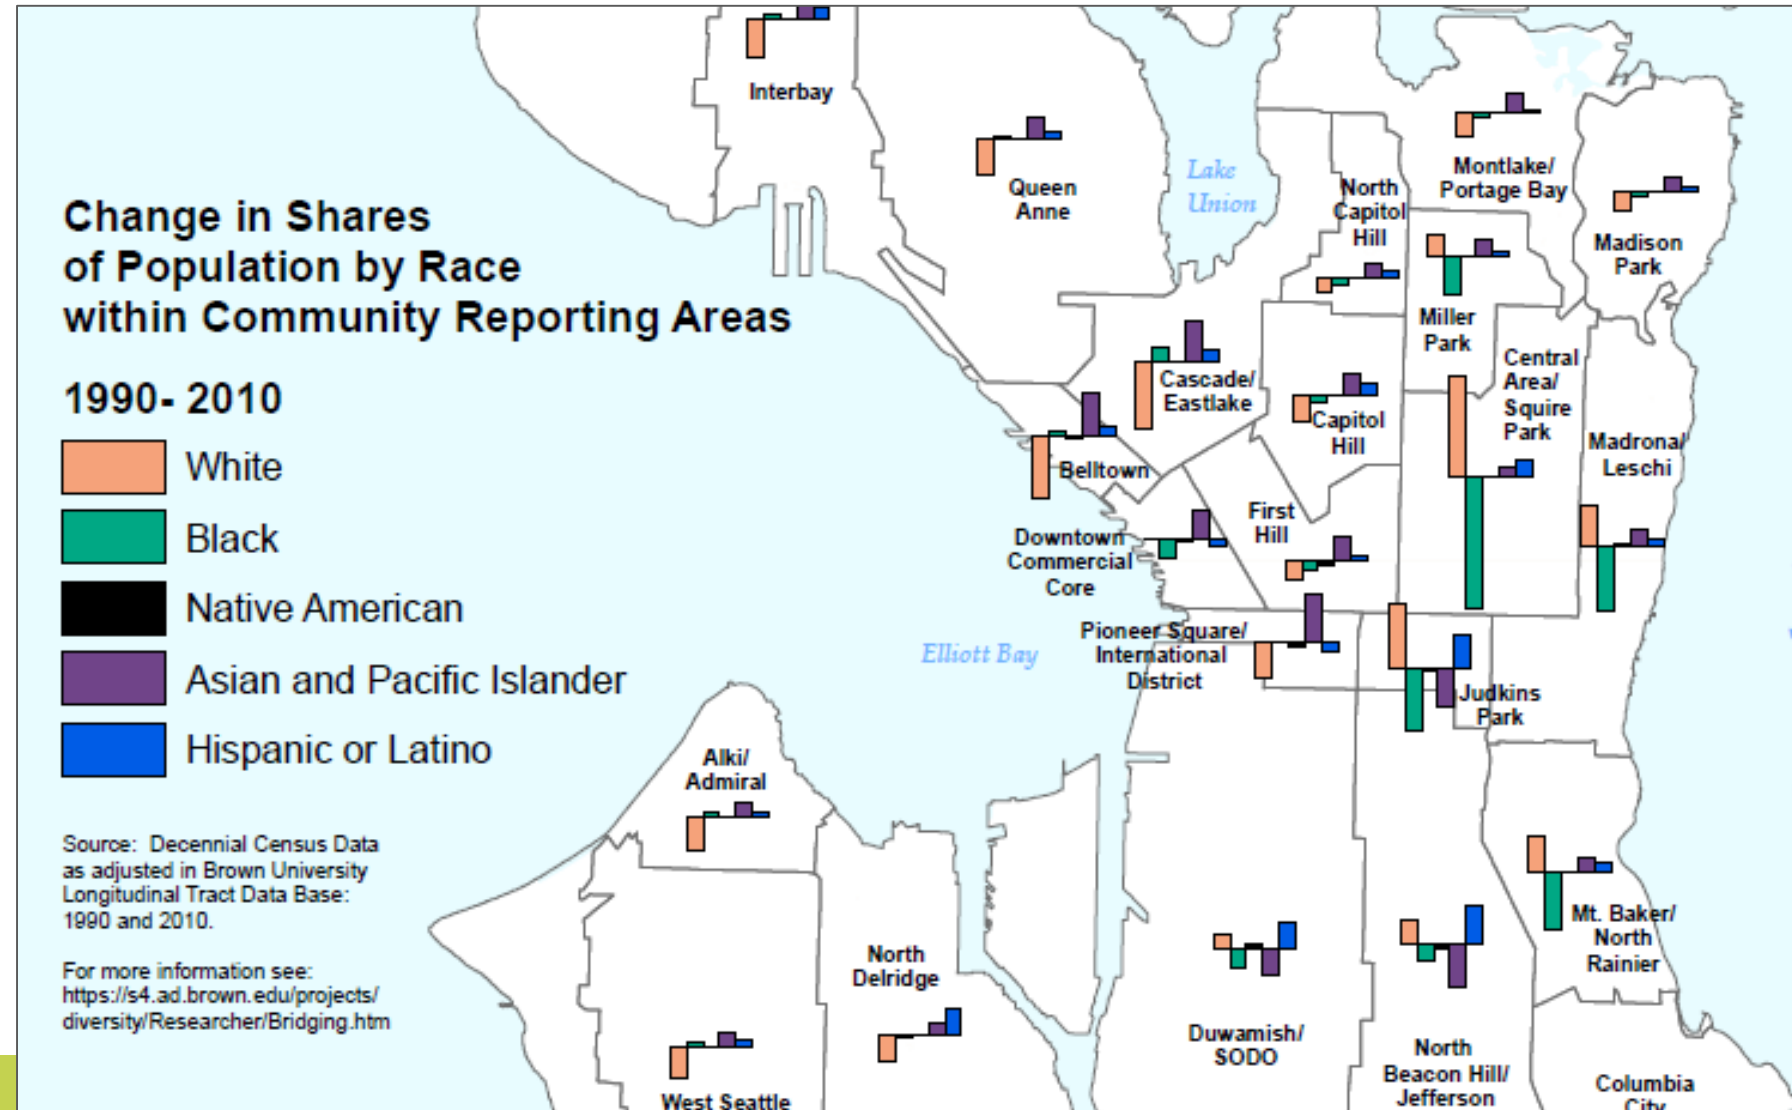 Change in Shares
of Population by Race
within Community Reporting Areas
1990- 2010
White
Black
Native American
Asian and Pacific Islander
Hispanic or Latino
Source: Decennial Census Data
as adjusted in Brown University
Longitudinal Tract Data Base:
1990 and 2010.
For more information see:
https://s4.ad.brown.edu/projects/
diversity/Researcher/Bridging.htm
Interbay
Queen
Anne
Lake
Union
North
Capitol
Hill
Montlake/
Portage Bay
Madison
Park
Miller
Park
Central
Area/
Squire
Park
Cascade/
Eastlake
Capitol
Hill
Madrona/
Leschi
Belltown
First
Hill
Downtown
Commercial
Core
Elliott Bay
Pioneer Square/
International
District
Judkins
Park
Alki/
Admiral
North
Delridge
Mt. Baker/
North
Rainier
Duwamish/
SODO
North
Beacon Hill/
Jefferson
Columbia
City
West Seattle